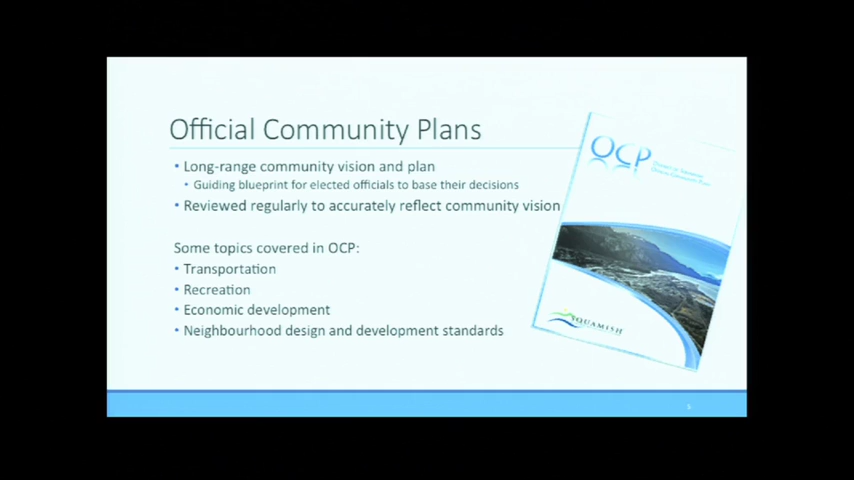 Official Community Plans
• Long-range community vision and plan
• Guiding blueprint for elected officials to base their decisions
• Reviewed regularly to accurately reflect community vision
Some topics covered in OCP:
• Transportation
• Recreation
• Economic development
• Neighbourhood design and development standards
OCP
SQUAMISH
5